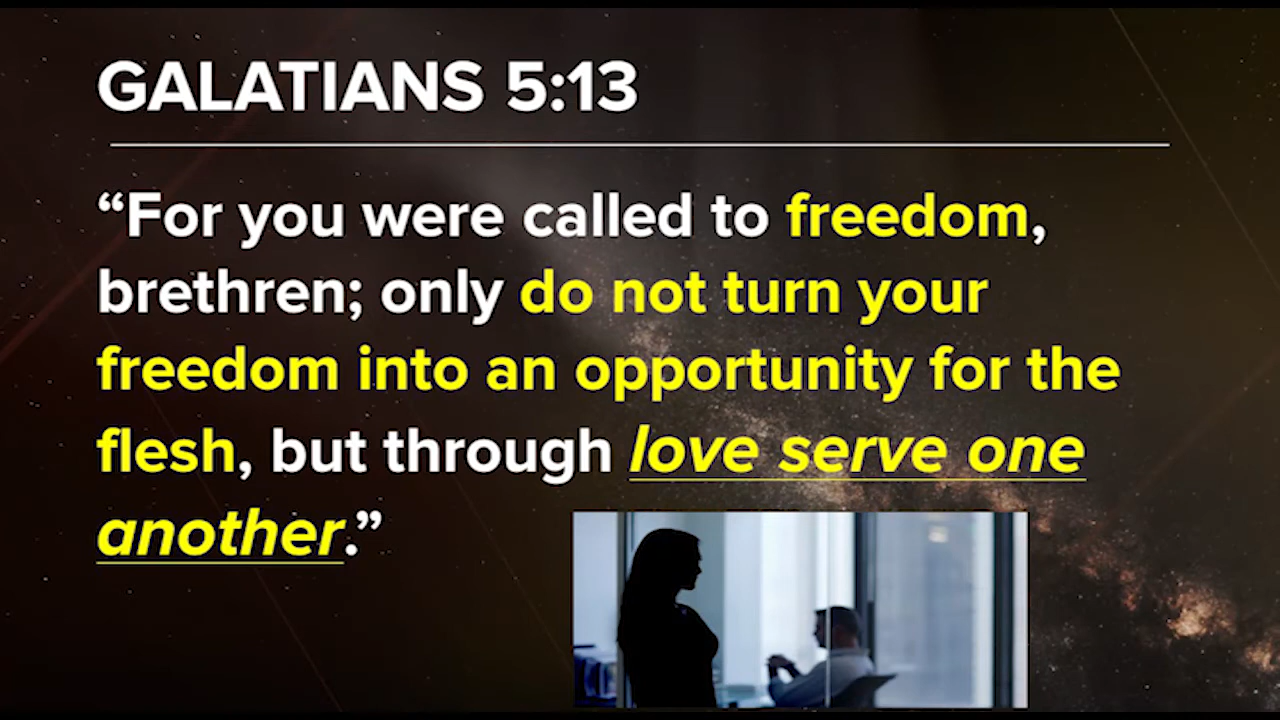 GALATIANS 5:13
“For you were called to freedom,
brethren; only do not turn your
freedom into an opportunity for the
flesh, but through love serve one
another.”